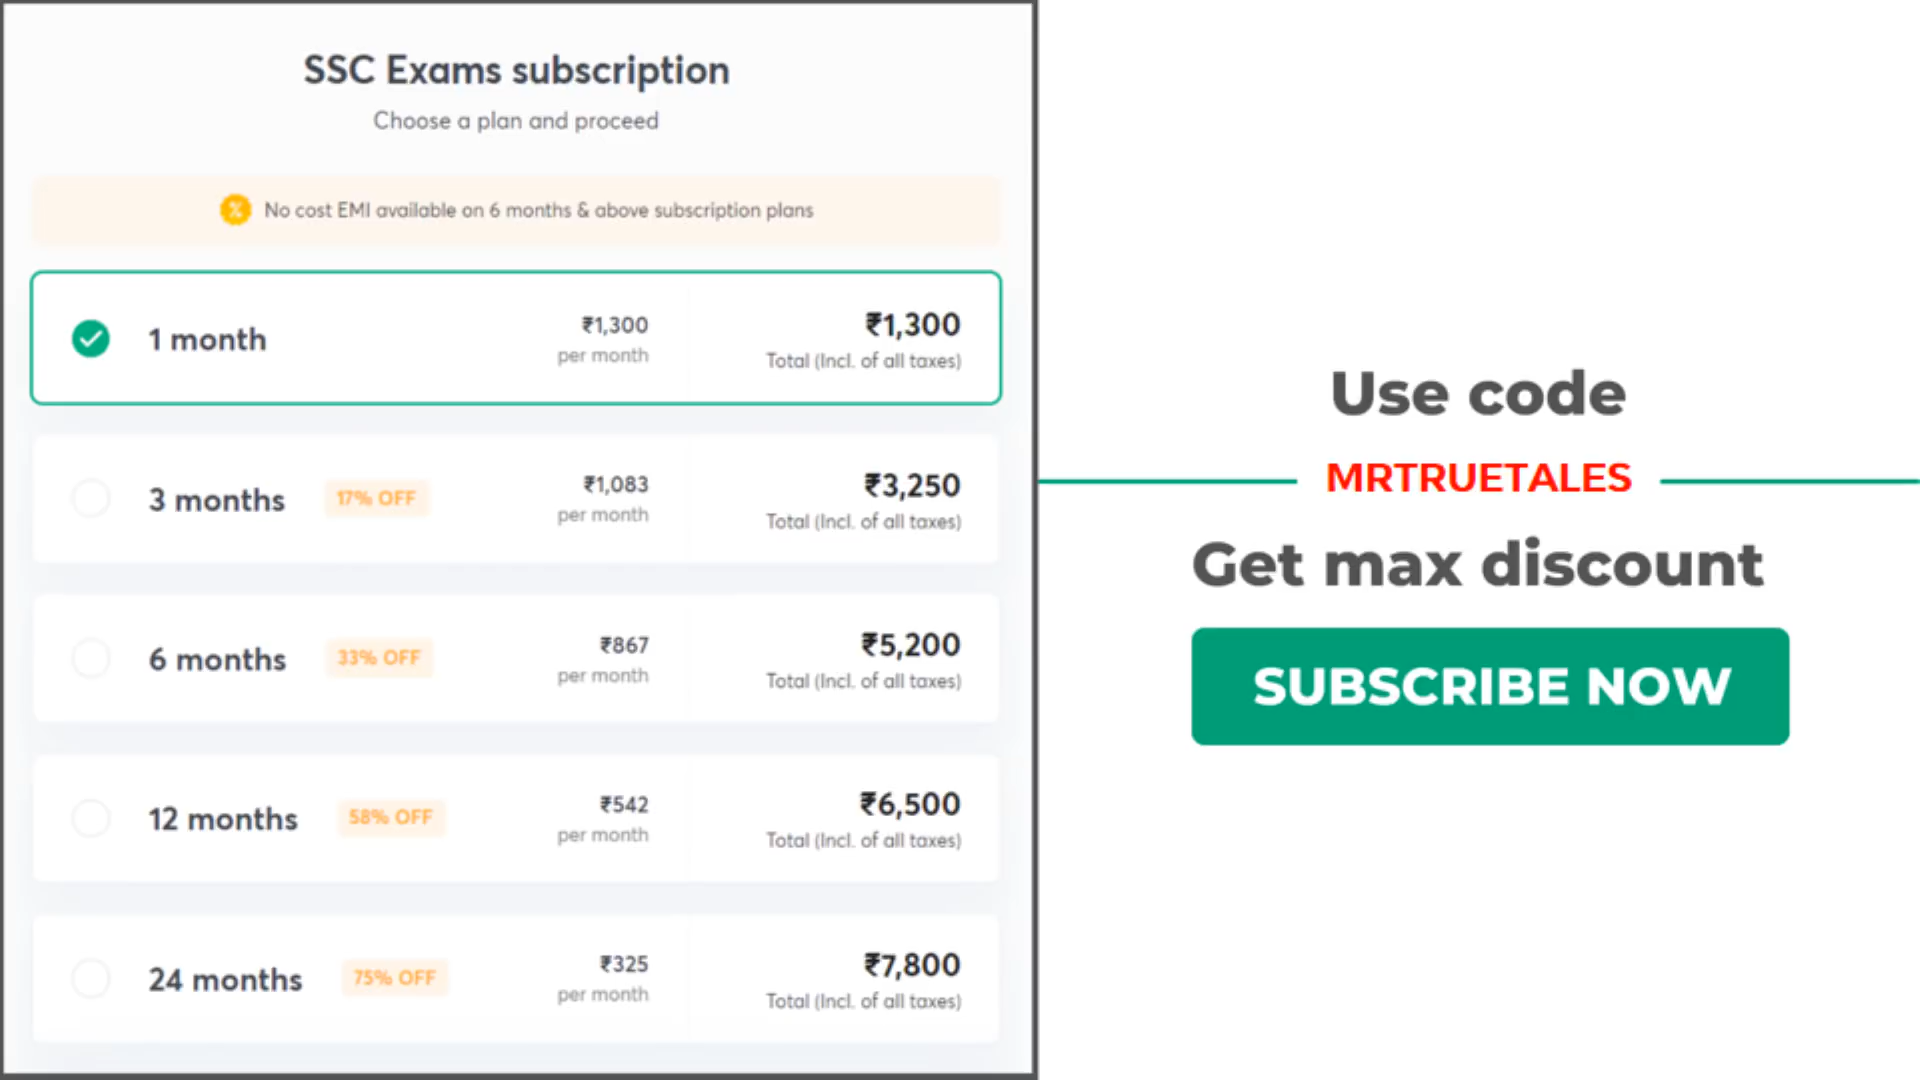 SSC Exams subscription
Choose a plan and proceed
No cost EMI available on 6 months & above subscription plans
1 month
₹1,300
per month
₹1,300
Total (Incl. of all taxes)
3 months
17% OFF
₹1,083
per month
₹3,250
Total (Incl. of all taxes)
6 months
33% OFF
₹867
per month
₹5,200
Total (Incl. of all taxes)
12 months
58% OFF
₹542
per month
₹6,500
Total (Incl. of all taxes)
24 months
75% OFF
₹325
per month
₹7,800
Total (Incl. of all taxes)
Use code
MRTRUETALES
Get max discount
SUBSCRIBE NOW